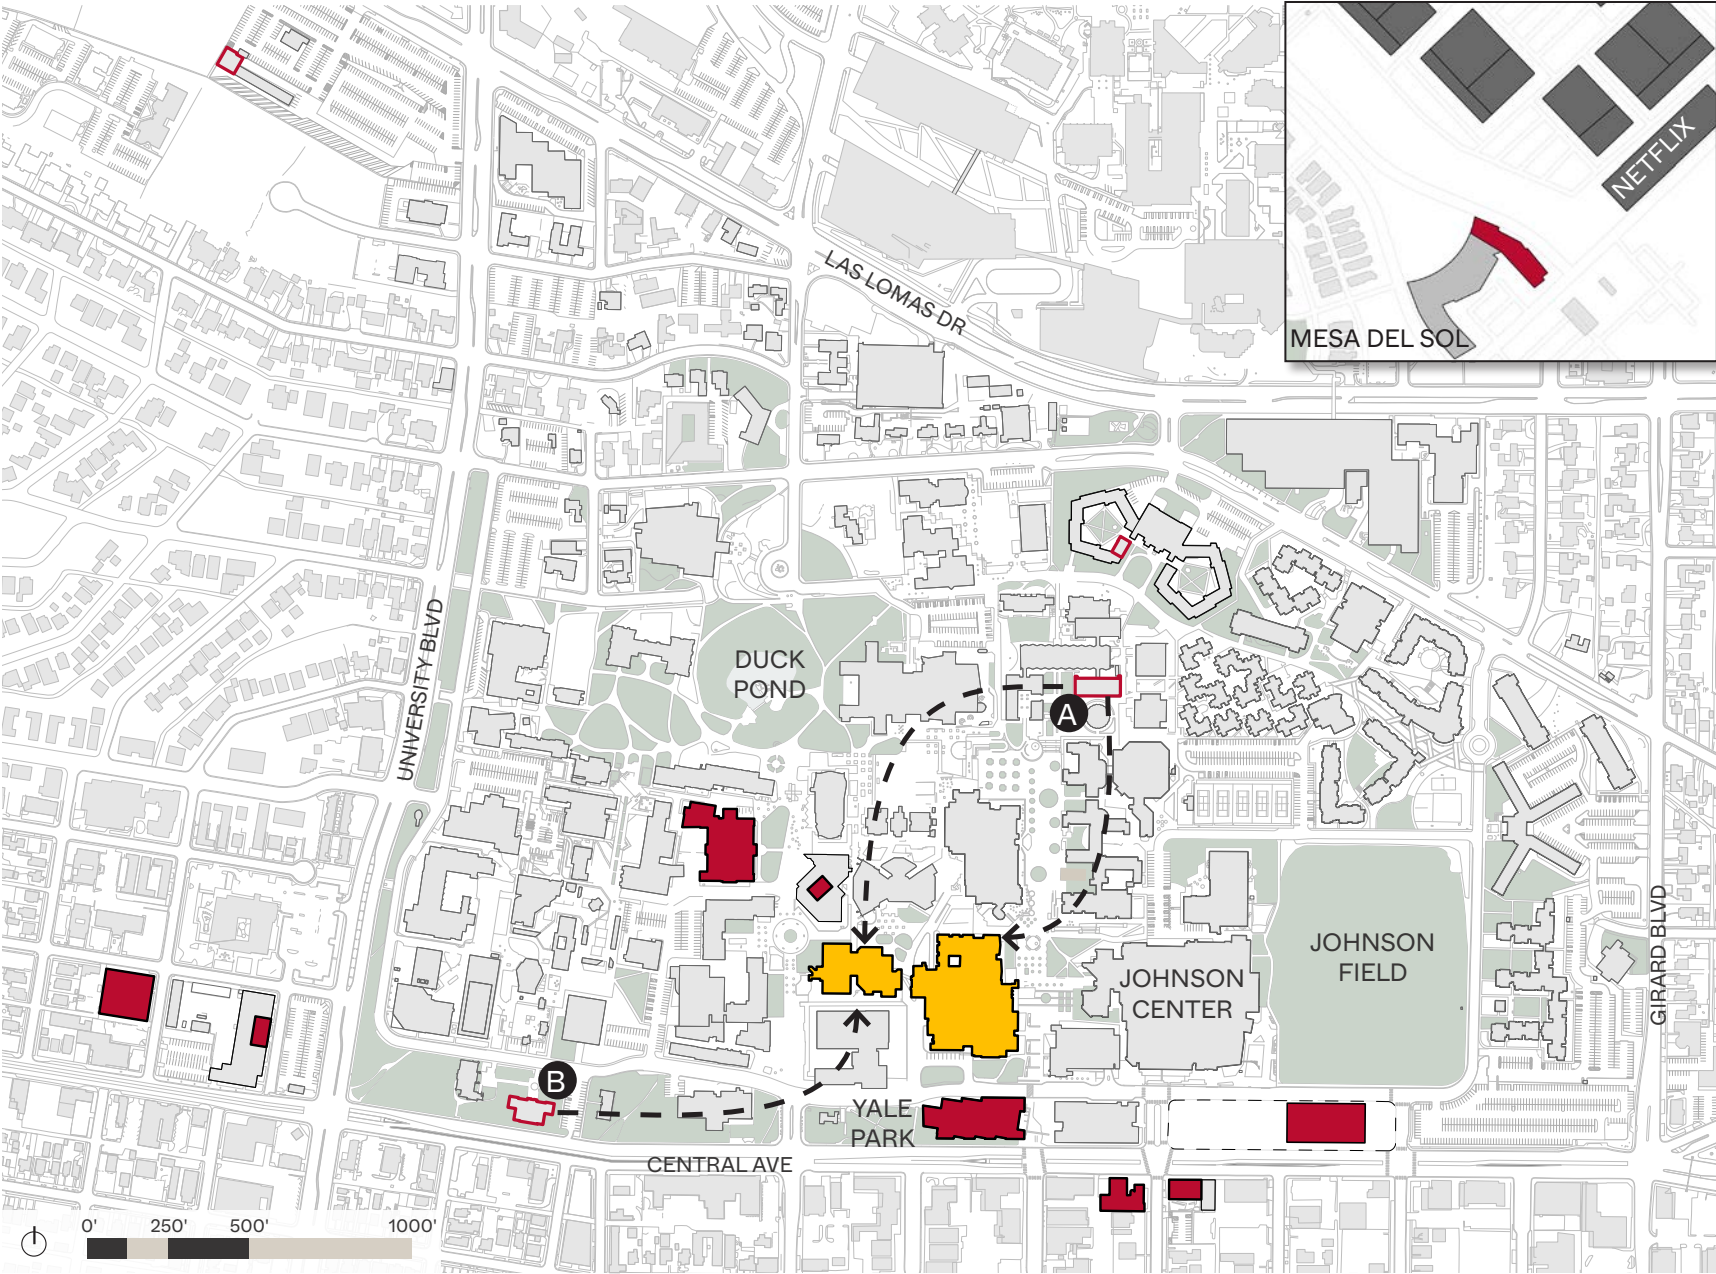 NETFLIX
MESA DEL SOL
LAS LOMAS DR
UNIVERSITY BLVD
DUCK
POND
A
JOHNSON
FIELD
JOHNSON
CENTER
GIRARD BLVD
B
YALE
PARK
CENTRAL AVE
0' 250' 500' 1000'